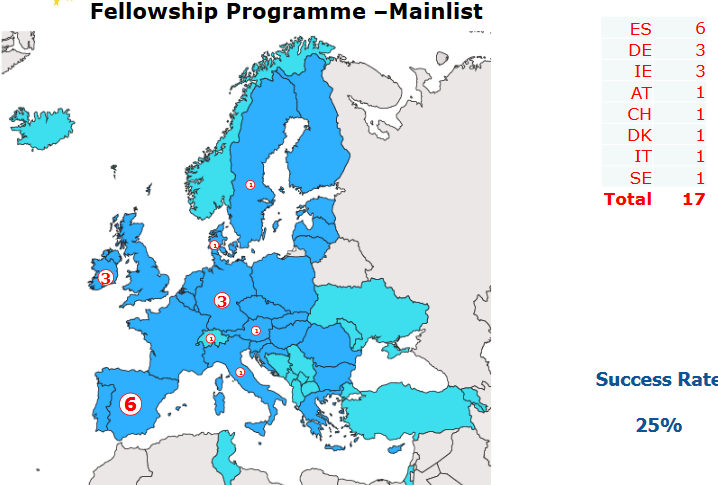 Fellowship Programme –Mainlist
ES 6
DE 3
IE 3
AT 1
CH 1
DK 1
IT 1
SE 1
Total 17
1
1
3
3
1
1
1
6
Success Rate
25%